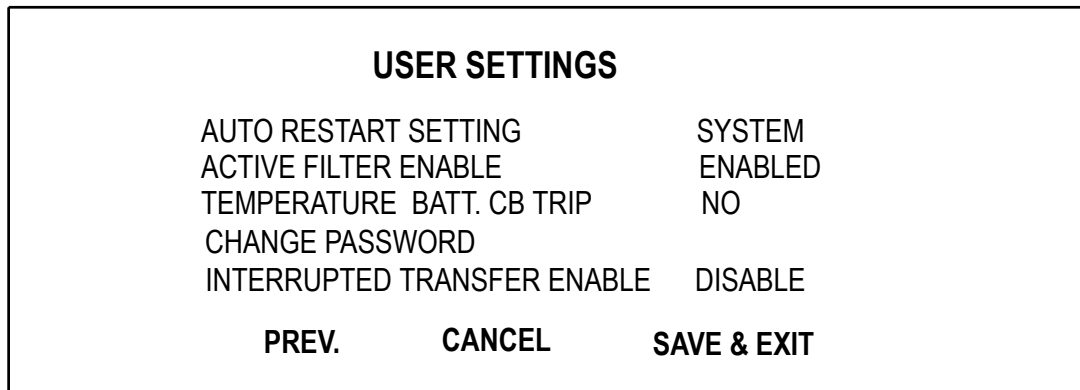 USER SETTINGS
AUTO RESTART SETTING SYSTEM
ACTIVE FILTER ENABLE ENABLED
TEMPERATURE BATT. CB TRIP NO
CHANGE PASSWORD
INTERRUPTED TRANSFER ENABLE DISABLE
PREV. CANCEL SAVE & EXIT